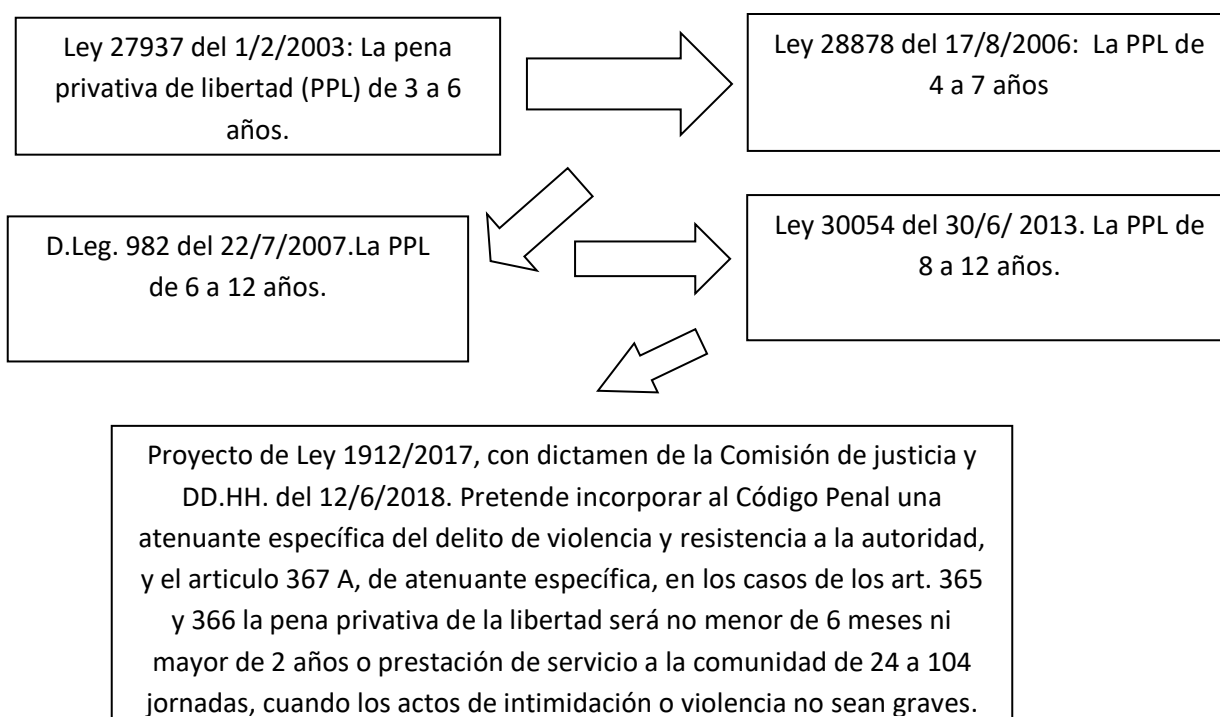 Ley 27937 del 1/2/2003: La pena
privativa de libertad (PPL) de 3 a 6
años.
Ley 28878 del 17/8/2006:  La PPL de
4 a 7 años
D.Leg. 982 del 22/7/2007.La PPL
de 6 a 12 años.
Ley 30054 del 30/6/ 2013. La PPL de
8 a 12 años.
Proyecto de Ley 1912/2017, con dictamen de la Comisión de justicia y
DD.HH. del 12/6/2018. Pretende incorporar al Código Penal una
atenuante específica del delito de violencia y resistencia a la autoridad,
y el articulo 367 A, de atenuante específica, en los casos de los art. 365
y 366 la pena privativa de la libertad será no menor de 6 meses ni
mayor de 2 años o prestación de servicio a la comunidad de 24 a 104
jornadas, cuando los actos de intimidación o violencia no sean graves.